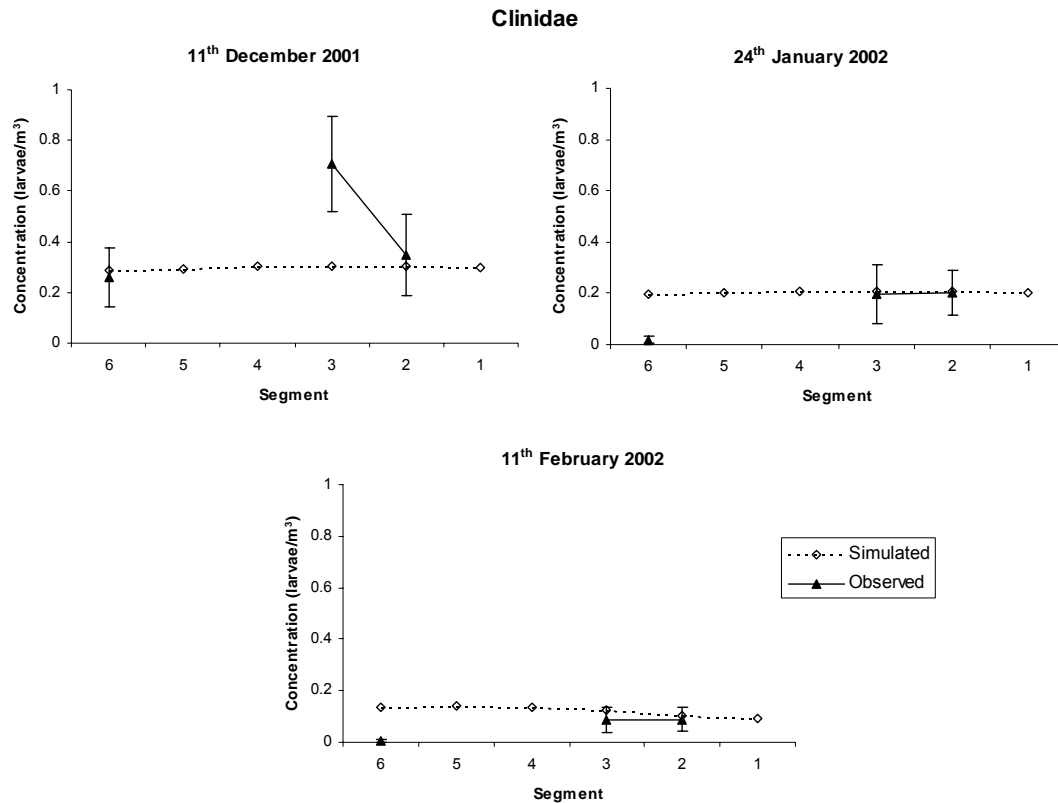 Clinidae
11th December 2001
Concentration (larvae/m³)
1
0.8
0.6
0.4
0.2
0
6 5 4 3 2 1
Segment
24th January 2002
Concentration (larvae/m³)
1
0.8
0.6
0.4
0.2
0
6 5 4 3 2 1
Segment
11th February 2002
Concentration (larvae/m³)
1
0.8
0.6
0.4
0.2
0
6 5 4 3 2 1
Segment
Simulated
Observed